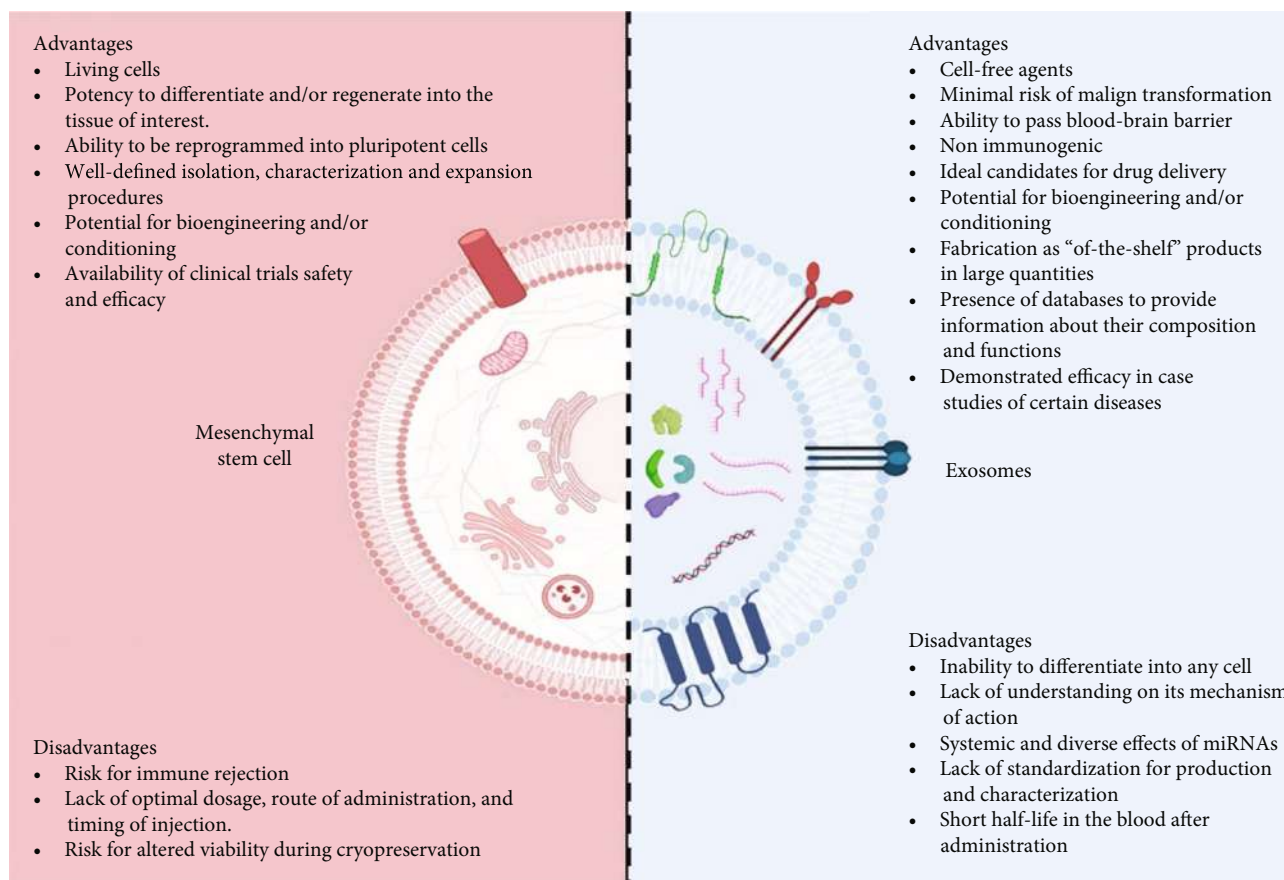 Advantages
• Living cells
• Potency to differentiate and/or regenerate into the
tissue of interest.
• Ability to be reprogrammed into pluripotent cells
• Well-defined isolation, characterization and expansion
procedures
• Potential for bioengineering and/or
conditioning
• Availability of clinical trials safety
and efficacy
Mesenchymal
stem cell
Disadvantages
• Risk for immune rejection
• Lack of optimal dosage, route of administration, and
timing of injection.
• Risk for altered viability during cryopreservation
Advantages
• Cell-free agents
• Minimal risk of malign transformation
• Ability to pass blood-brain barrier
• Non immunogenic
• Ideal candidates for drug delivery
• Potential for bioengineering and/or
conditioning
• Fabrication as “of-the-shelf” products
in large quantities
• Presence of databases to provide
information about their composition
and functions
• Demonstrated efficacy in case
studies of certain diseases
Exosomes
Disadvantages
• Inability to differentiate into any cell
• Lack of understanding on its mechanism
of action
• Systemic and diverse effects of miRNAs
• Lack of standardization for production
and characterization
• Short half-life in the blood after
administration